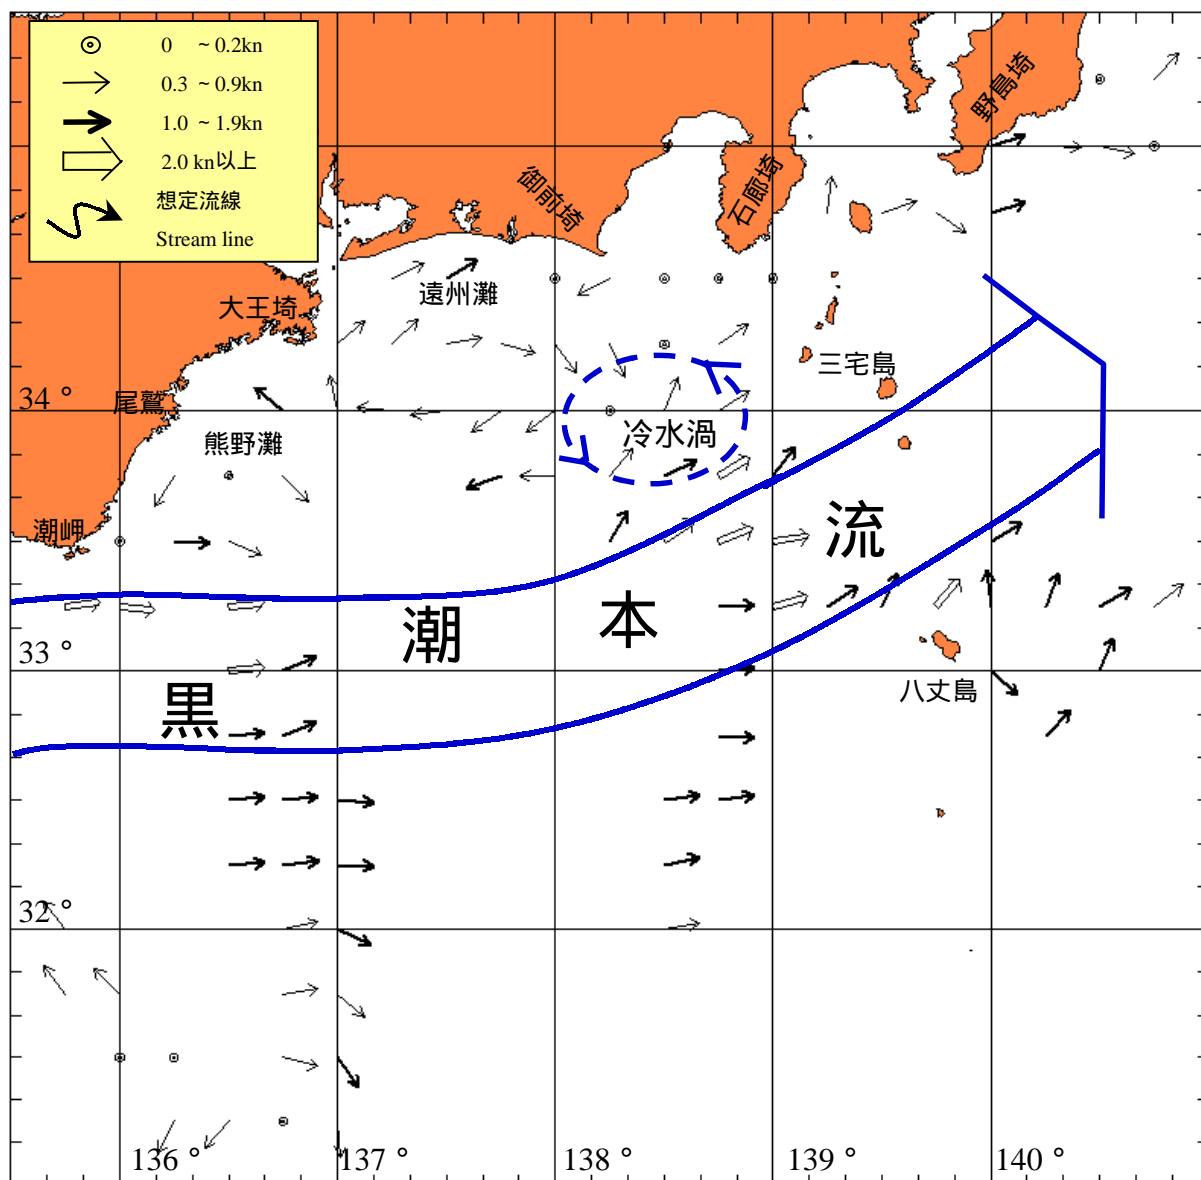 0 ~ 0.2kn
0.3 ~ 0.9kn
1.0 ~ 1.9kn
2.0 kn以上
想定流線
Stream line
野島埼
御前埼
石廊埼
遠州灘
大王埼
三宅島
34 °
尾鷲
熊野灘
冷水渦
潮岬
黒潮本流
33 °
八丈島
32 °
136 °
137 °
138 °
139 °
140 °